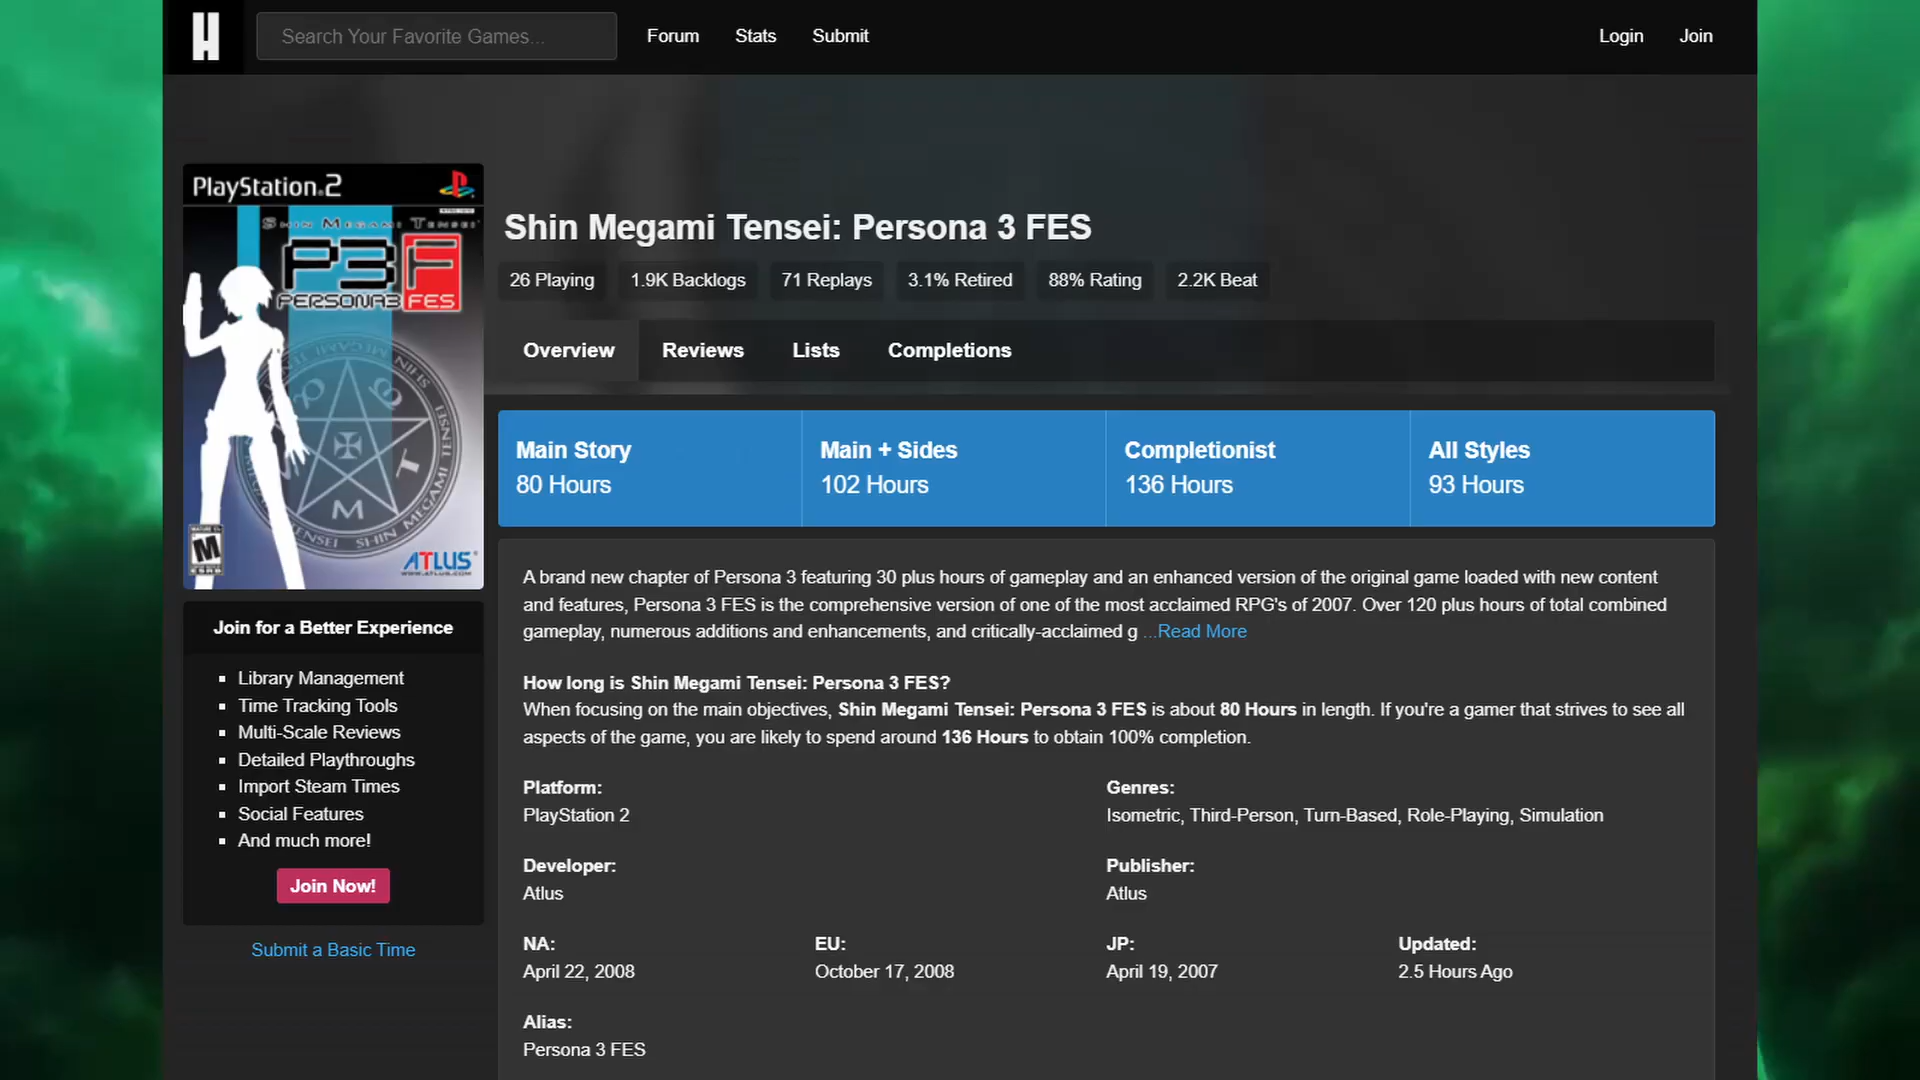 H
Search Your Favorite Games...
Forum
Stats
Submit
Login
Join
PlayStation.2
SHIN MEGAMI TENSEI
P3F
PERSONA3 FES
SHIN MEGAMI TENSEI
M
ATLUS
Join for a Better Experience
Library Management
Time Tracking Tools
Multi-Scale Reviews
Detailed Playthroughs
Import Steam Times
Social Features
And much more!
Join Now!
Submit a Basic Time
Shin Megami Tensei: Persona 3 FES
26 Playing
1.9K Backlogs
71 Replays
3.1% Retired
88% Rating
2.2K Beat
Overview
Reviews
Lists
Completions
Main Story
80 Hours
Main + Sides
102 Hours
Completionist
136 Hours
All Styles
93 Hours
A brand new chapter of Persona 3 featuring 30 plus hours of gameplay and an enhanced version of the original game loaded with new content
and features, Persona 3 FES is the comprehensive version of one of the most acclaimed RPG's of 2007. Over 120 plus hours of total combined
gameplay, numerous additions and enhancements, and critically-acclaimed g ...Read More
How long is Shin Megami Tensei: Persona 3 FES?
When focusing on the main objectives, Shin Megami Tensei: Persona 3 FES is about 80 Hours in length. If you're a gamer that strives to see all
aspects of the game, you are likely to spend around 136 Hours to obtain 100% completion.
Platform:
PlayStation 2
Genres:
Isometric, Third-Person, Turn-Based, Role-Playing, Simulation
Developer:
Atlus
Publisher:
Atlus
NA:
April 22, 2008
EU:
October 17, 2008
JP:
April 19, 2007
Updated:
2.5 Hours Ago
Alias:
Persona 3 FES